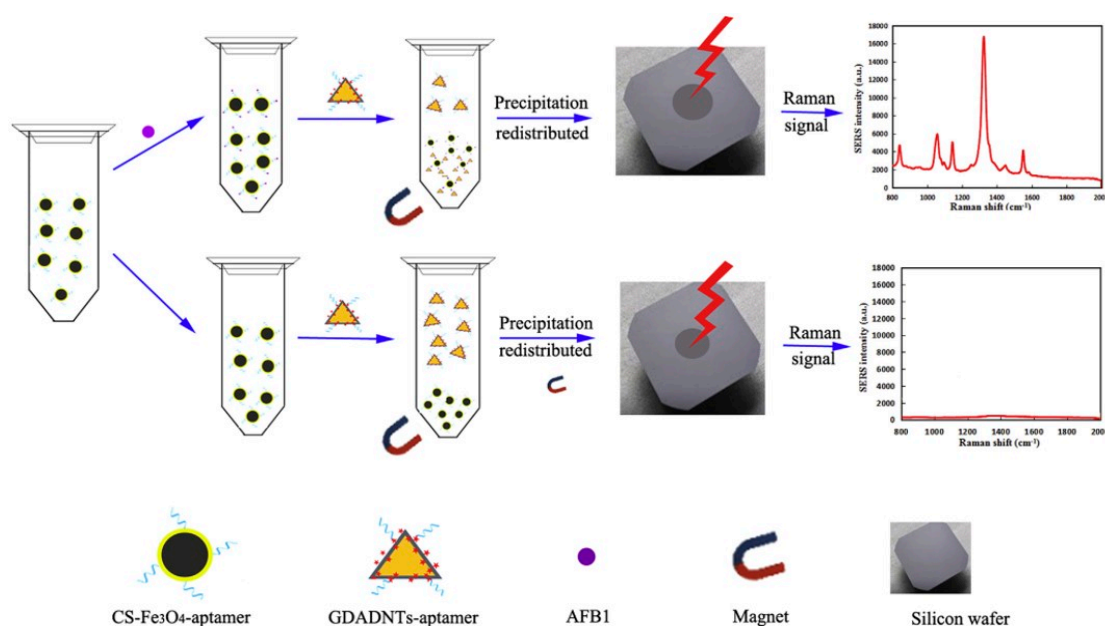 Precipitation
redistributed
Raman
signal
SERS intensity (a.u.)
18000
16000
14000
12000
10000
8000
6000
4000
2000
0
800 1000 1200 1400 1600 1800 200
Raman shift (cm⁻¹)
Precipitation
redistributed
Raman
signal
SERS intensity (a.u.)
18000
16000
14000
12000
10000
8000
6000
4000
2000
0
800 1000 1200 1400 1600 1800 200
Raman shift (cm⁻¹)
CS-Fe₃O₄-aptamer GDADNTs-aptamer AFB1 Magnet Silicon wafer